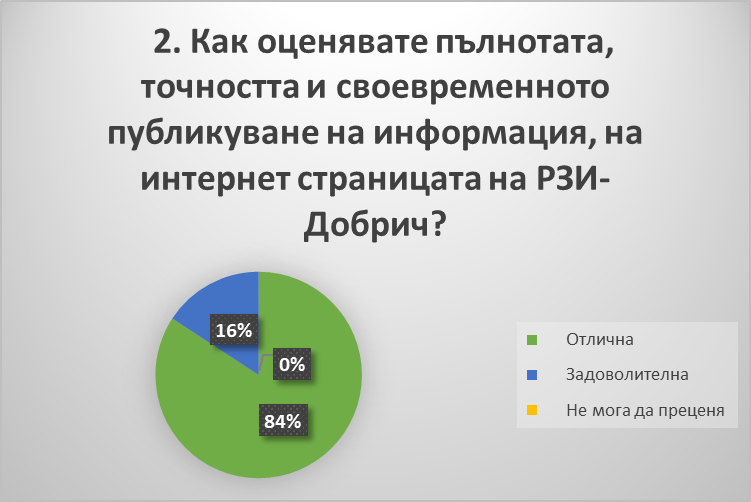 2. Как оценявате пълнотата,
точността и своевременното
публикуване на информация, на
интернет страницата на РЗИ-
Добрич?
16%
0%
84%
Отлична
Задоволителна
Не мога да преценя